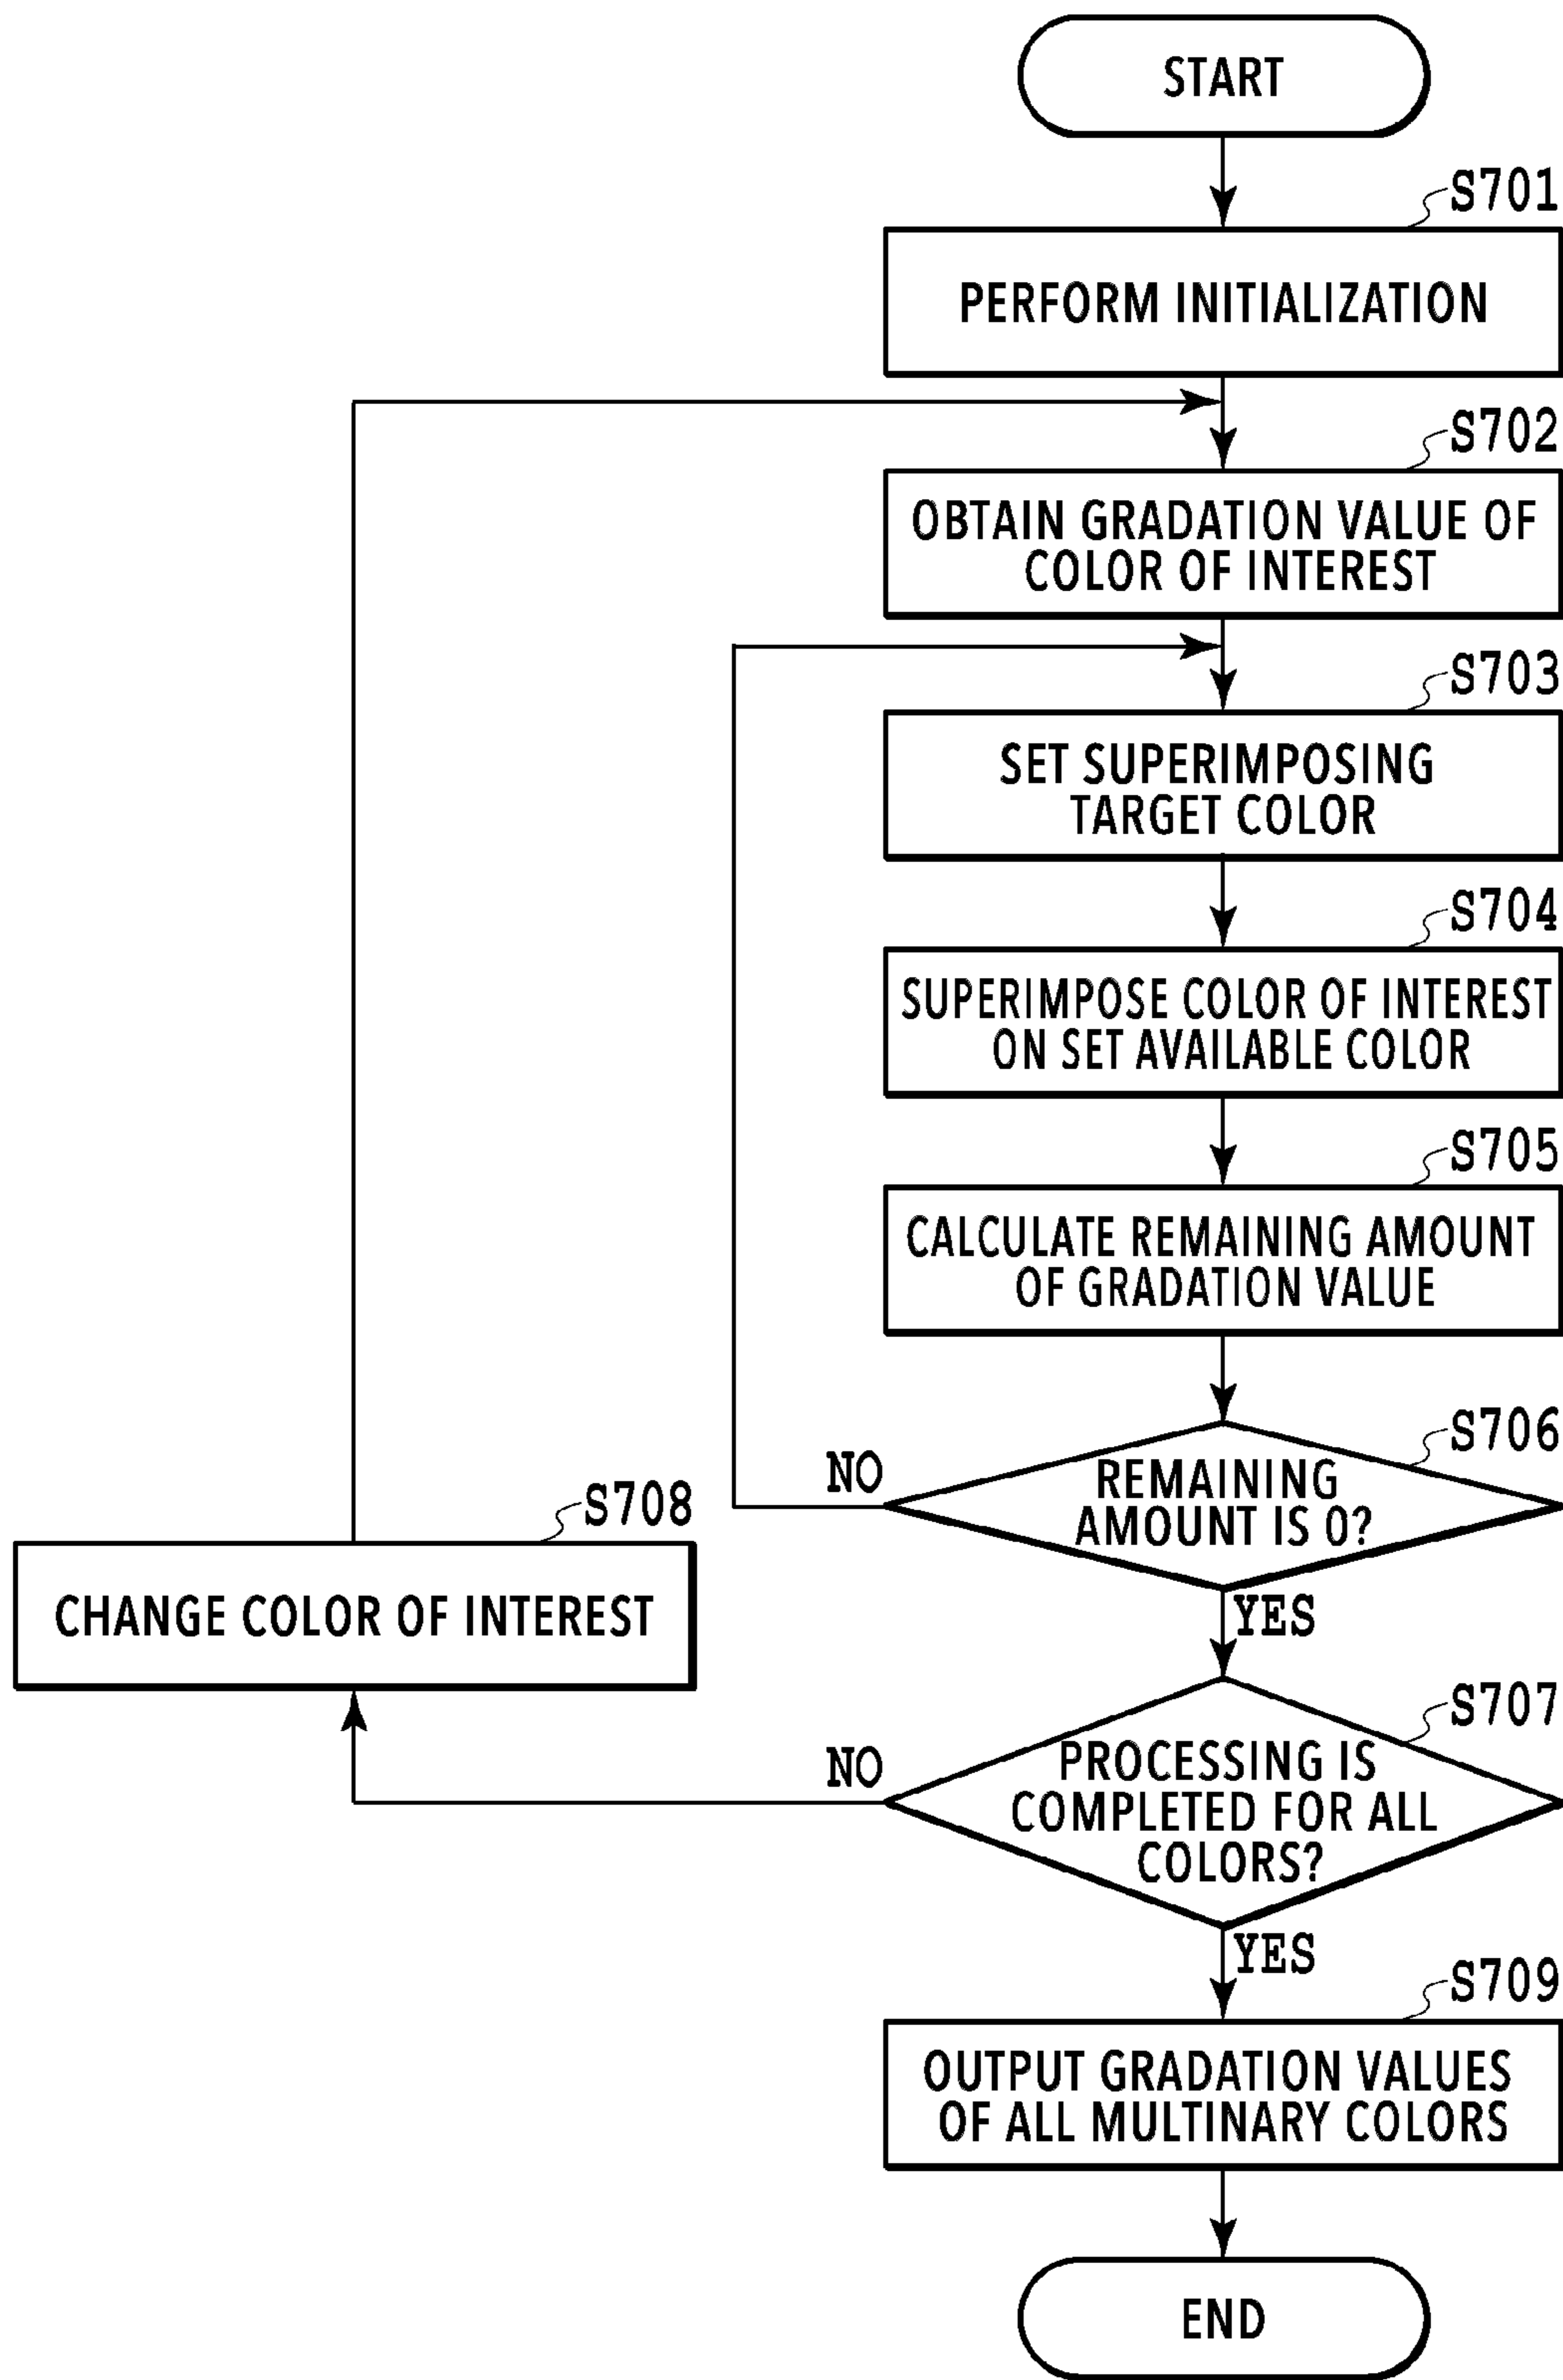 START
S701
PERFORM INITIALIZATION
S702
OBTAIN GRADATION VALUE OF
COLOR OF INTEREST
S703
SET SUPERIMPOSING
TARGET COLOR
S704
SUPERIMPOSE COLOR OF INTEREST
ON SET AVAILABLE COLOR
S705
CALCULATE REMAINING AMOUNT
OF GRADATION VALUE
S706
NO
REMAINING
AMOUNT IS 0?
YES
S708
CHANGE COLOR OF INTEREST
S707
NO
PROCESSING IS
COMPLETED FOR ALL
COLORS?
YES
S709
OUTPUT GRADATION VALUES
OF ALL MULTINARY COLORS
END